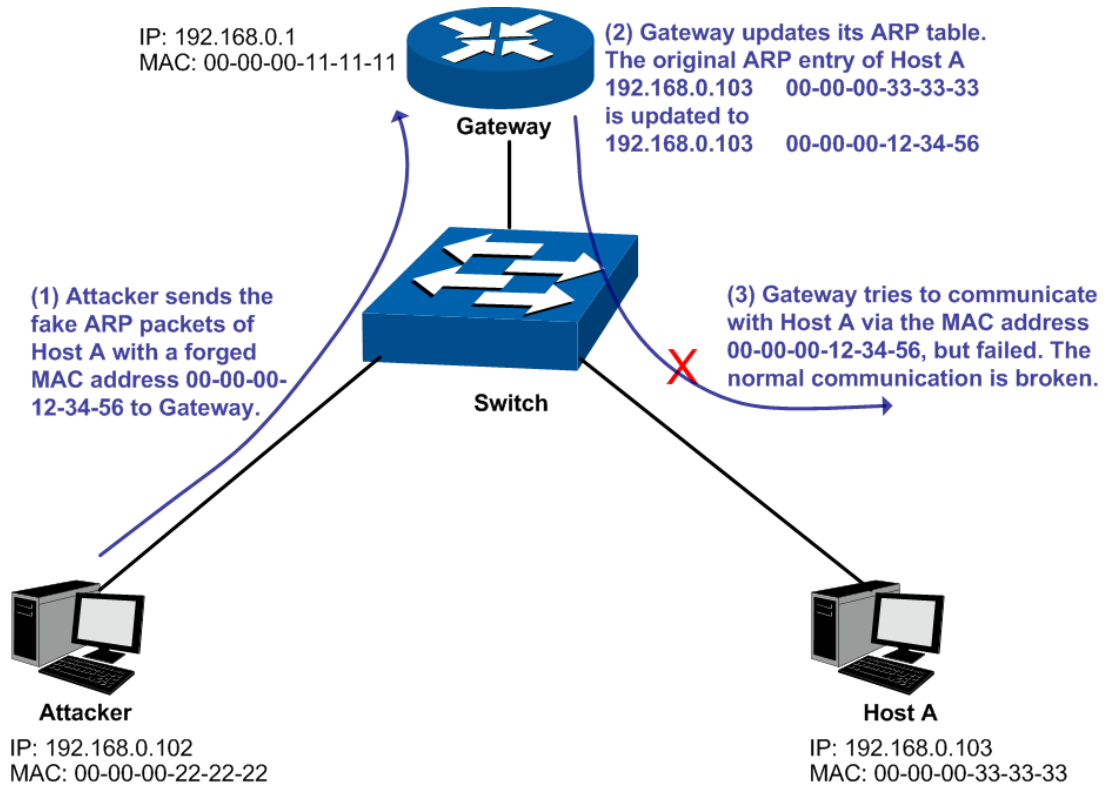 IP: 192.168.0.1
MAC: 00-00-00-11-11-11
Gateway
(2) Gateway updates its ARP table.
The original ARP entry of Host A
192.168.0.103 00-00-00-33-33-33
is updated to
192.168.0.103 00-00-00-12-34-56
(1) Attacker sends the
fake ARP packets of
Host A with a forged
MAC address 00-00-00-
12-34-56 to Gateway.
Switch
(3) Gateway tries to communicate
with Host A via the MAC address
00-00-00-12-34-56, but failed. The
normal communication is broken.
X
Attacker
IP: 192.168.0.102
MAC: 00-00-00-22-22-22
Host A
IP: 192.168.0.103
MAC: 00-00-00-33-33-33